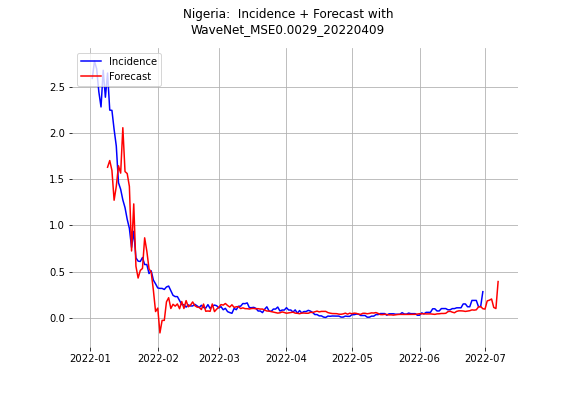 Nigeria: Incidence + Forecast with
WaveNet_MSE0.0029_20220409
Incidence
Forecast
2.5
2.0
1.5
1.0
0.5
0.0
2022-01 2022-02 2022-03 2022-04 2022-05 2022-06 2022-07